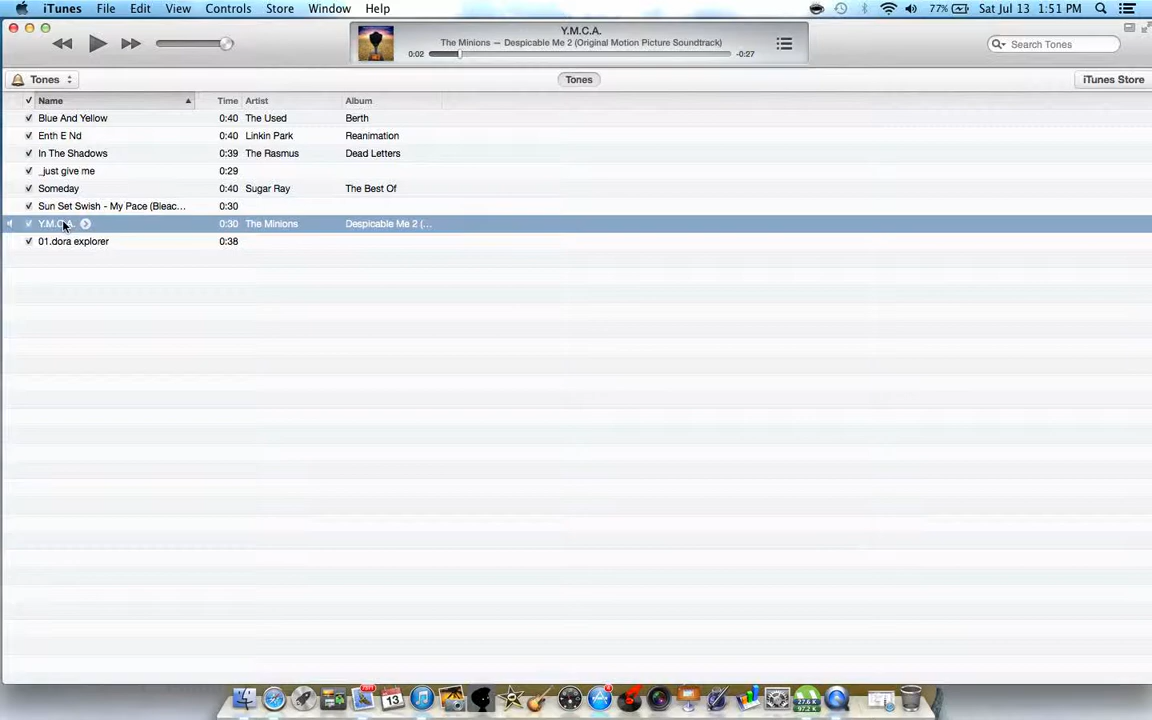 iTunes File Edit View Controls Store Window Help 77% Sat Jul 13 1:51 PM
Y.M.C.A.
The Minions — Despicable Me 2 (Original Motion Picture Soundtrack)
0:02 -0:27
Search Tones
Tones Tones iTunes Store
Name Time Artist Album
Blue And Yellow 0:40 The Used Berth
Enth E Nd 0:40 Linkin Park Reanimation
In The Shadows 0:39 The Rasmus Dead Letters
_just give me 0:29
Someday 0:40 Sugar Ray The Best Of
Sun Set Swish - My Pace (Bleac... 0:30
Y.M.C.A. 0:30 The Minions Despicable Me 2 (...
01.dora explorer 0:38
13
27.6 K
97.2 K